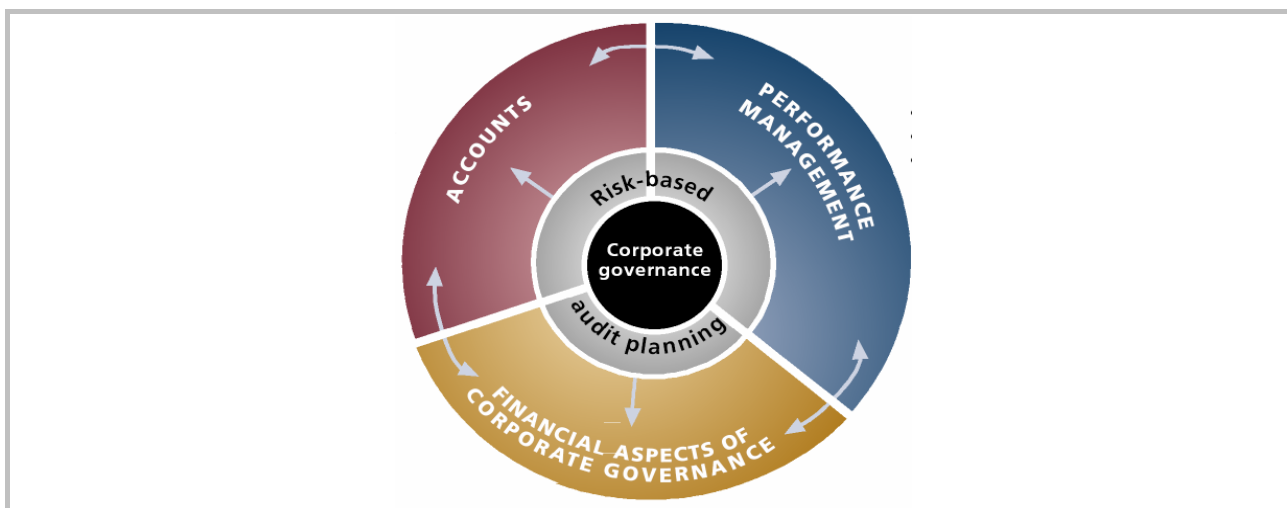 ACCOUNTS
PERFORMANCE
MANAGEMENT
Risk-based
Corporate
governance
audit planning
FINANCIAL ASPECTS OF
CORPORATE GOVERNANCE